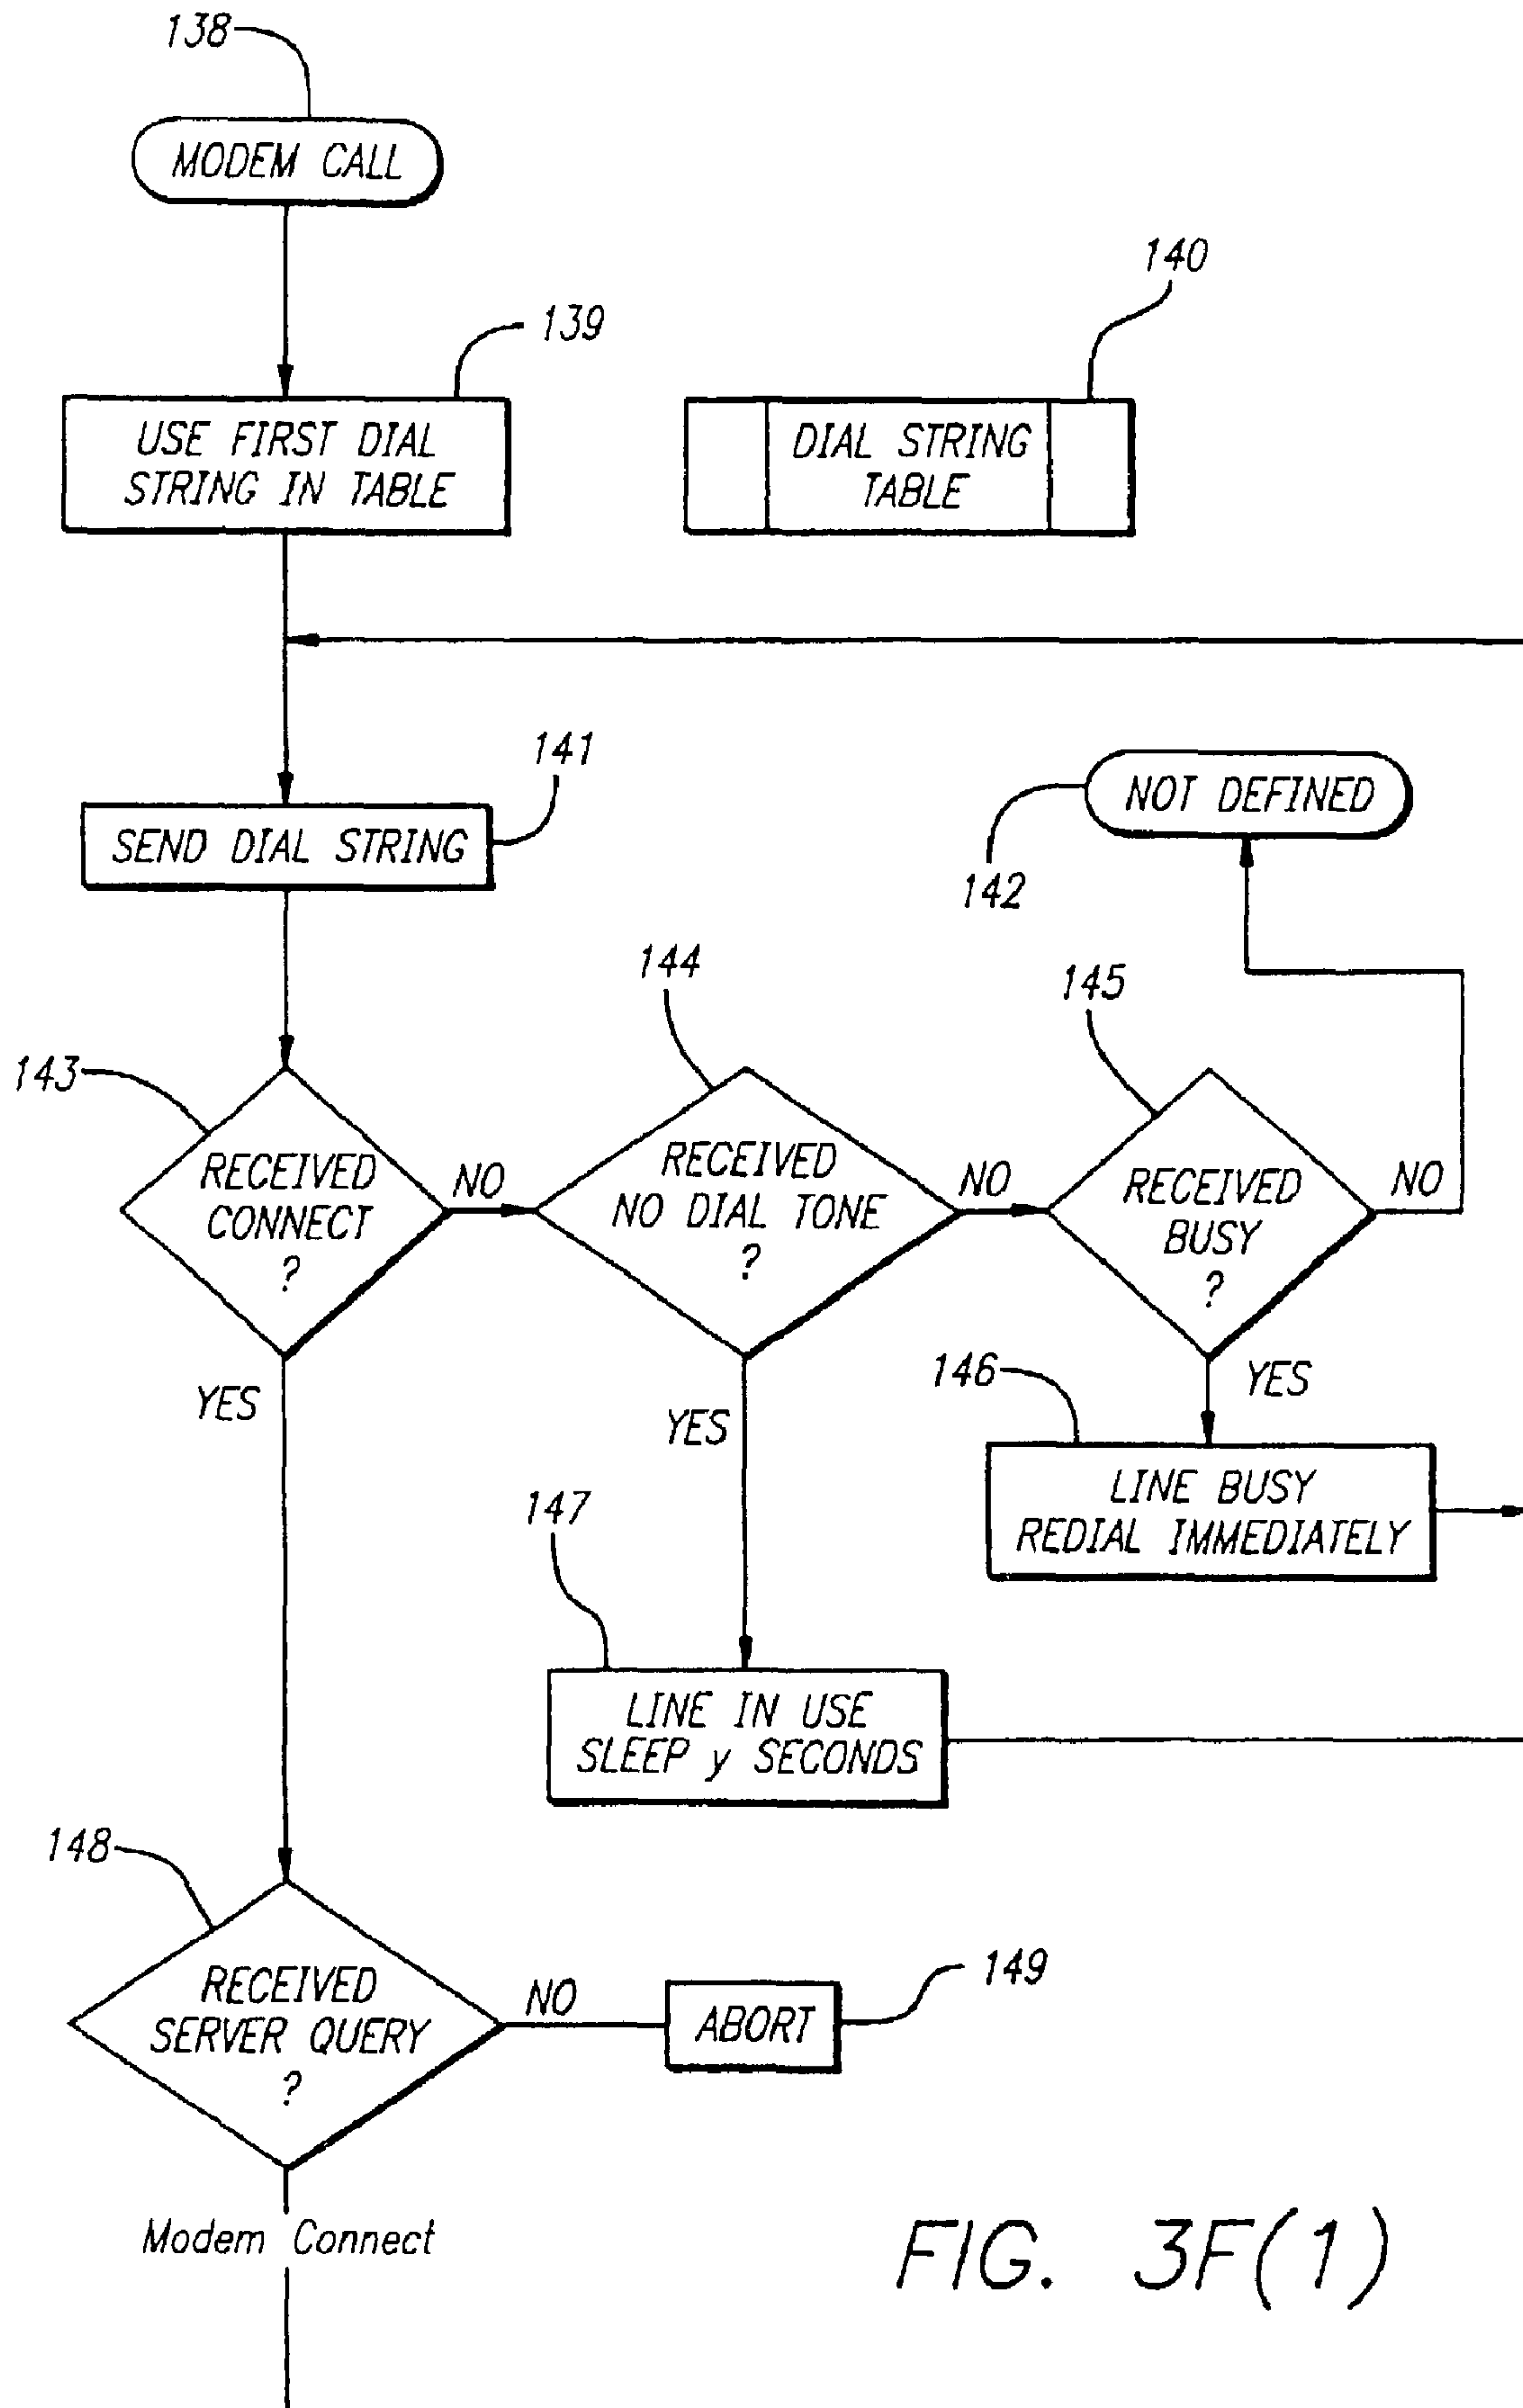 138
MODEM CALL
139
USE FIRST DIAL
STRING IN TABLE
140
DIAL STRING
TABLE
141
SEND DIAL STRING
NOT DEFINED
142
143
RECEIVED
CONNECT
?
NO
YES
144
RECEIVED
NO DIAL TONE
?
NO
YES
145
RECEIVED
BUSY
?
NO
YES
146
LINE BUSY
REDIAL IMMEDIATELY
147
LINE IN USE
SLEEP y SECONDS
148
RECEIVED
SERVER QUERY
?
NO
ABORT
149
Modem Connect
FIG. 3F(1)